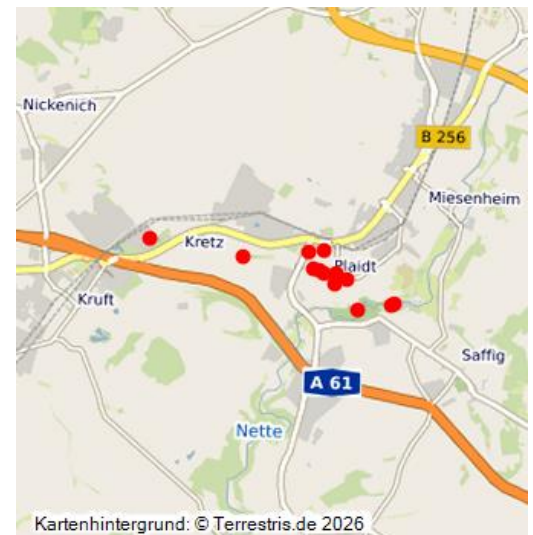 Nickenich
B 256
Miesenheim
Kretz
Plaidt
Kruft
Saffig
A 61
Nette
Kartenhintergrund: © Terrestris.de 2026